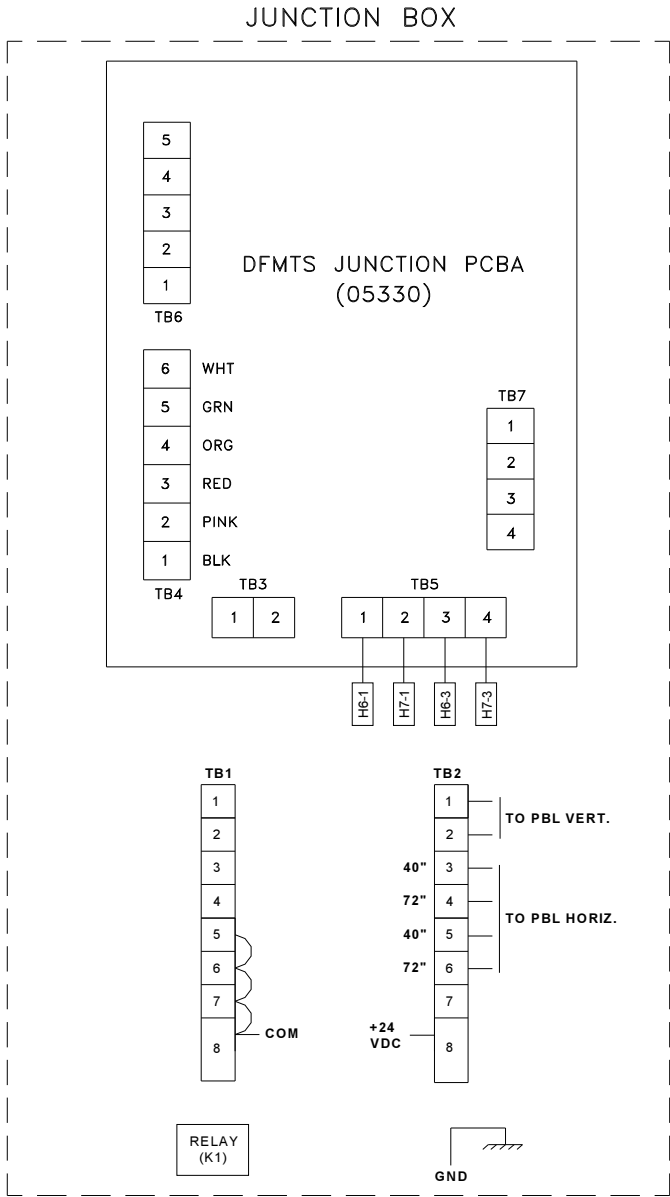 JUNCTION BOX
5
4
3
2
1
TB6
DFMTS JUNCTION PCBA
(05330)
6 WHT
5 GRN
4 ORG
3 RED
2 PINK
1 BLK
TB4
TB7
1
2
3
4
TB3
1 2
TB5
1 2 3 4
H6-1 H7-1 H6-3 H7-3
TB1
1
2
3
4
5
6
7
8
COM
TB2
1
2
TO PBL VERT.
40" 3
72" 4
40" 5
72" 6
TO PBL HORIZ.
7
8
+24
VDC
RELAY
(K1)
GND